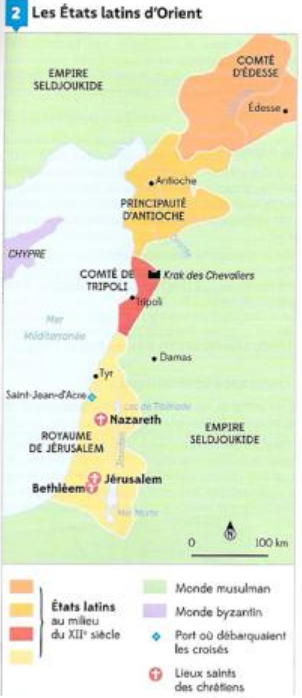 2 Les États latins d'Orient
EMPIRE
SELDJOUKIDE
COMTÉ
D'ÉDESSE
Édesse
Antioche
PRINCIPAUTÉ
D'ANTIOCHE
Oronte
CHYPRE
COMTÉ DE
TRIPOLI
Krak des Chevaliers
Tripoli
Mer
Méditerranée
Damas
Tyr
Saint-Jean-d'Acre
Lac de Tibériade
Nazareth
ROYAUME
DE JÉRUSALEM
EMPIRE
SELDJOUKIDE
Jourdain
Jérusalem
Bethléem
Mer Morte
N
0 100 km
États latins
au milieu
du XIIe siècle
Monde musulman
Monde byzantin
Port où débarquaient
les croisés
Lieux saints
des chrétiens